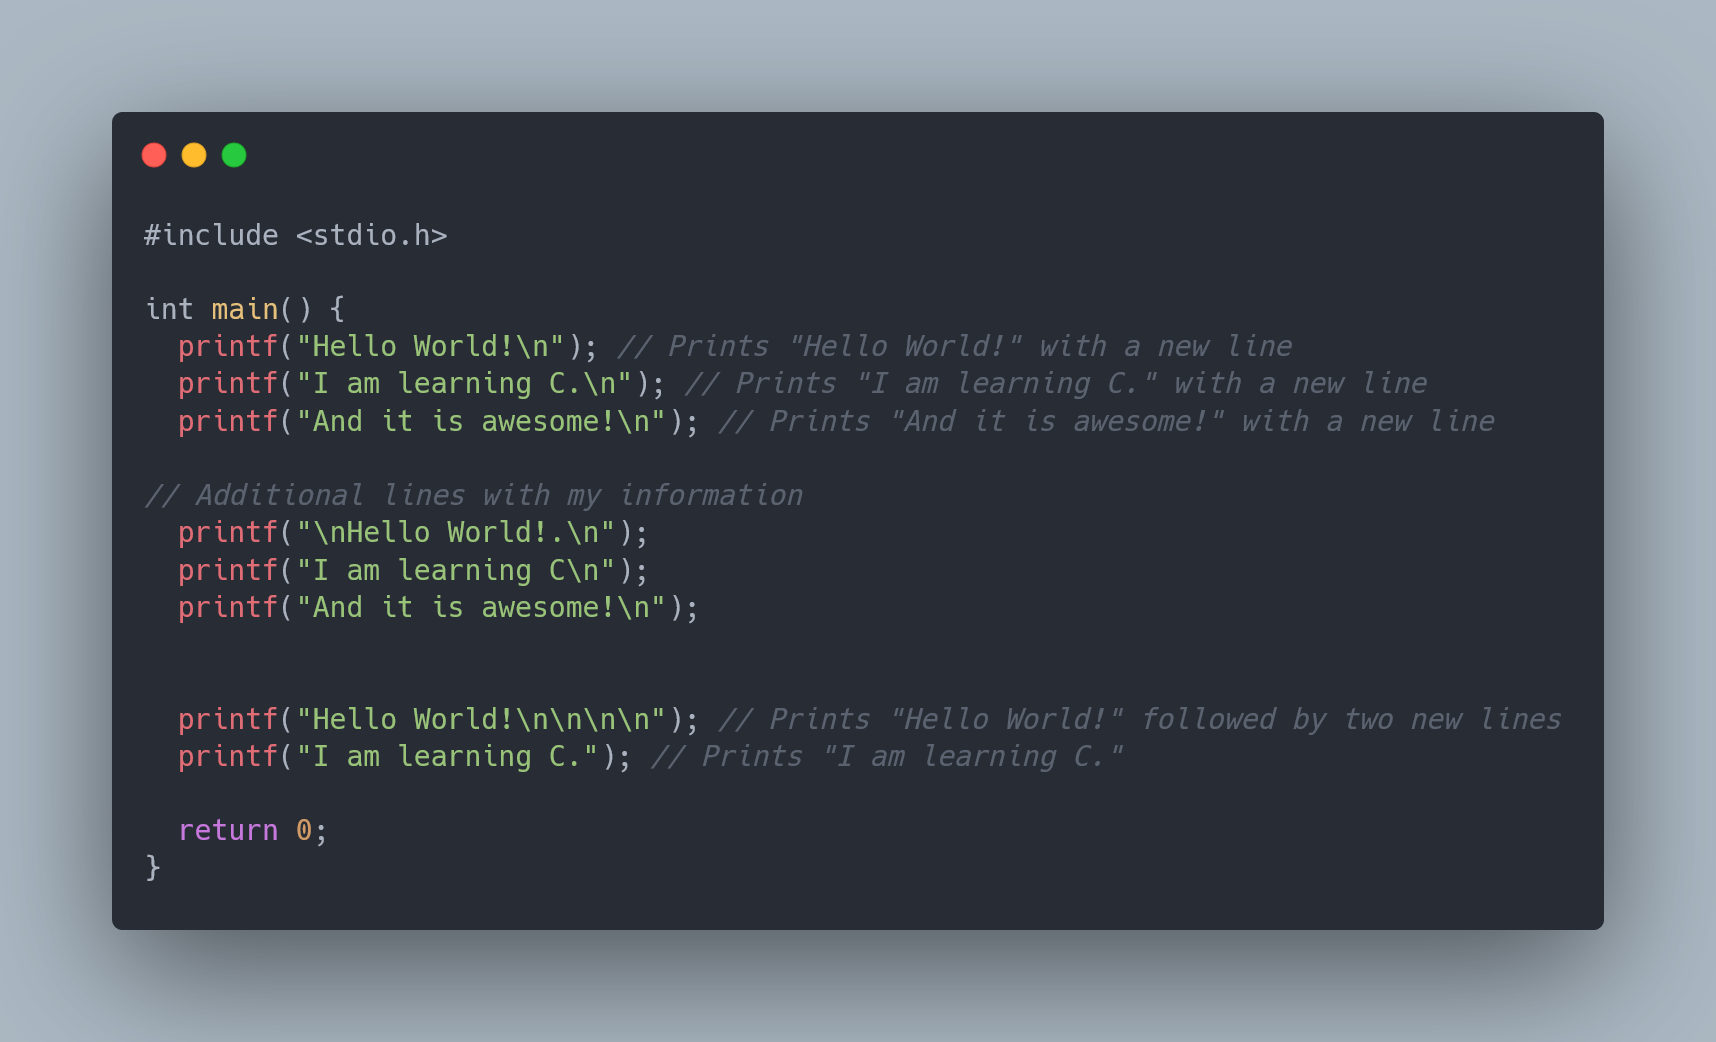 #include <stdio.h>
int main() {
printf("Hello World!\n"); // Prints "Hello World!" with a new line
printf("I am learning C.\n"); // Prints "I am learning C." with a new line
printf("And it is awesome!\n"); // Prints "And it is awesome!" with a new line
// Additional lines with my information
printf("\nHello World!.\n");
printf("I am learning C\n");
printf("And it is awesome!\n");
printf("Hello World!\n\n\n\n"); // Prints "Hello World!" followed by two new lines
printf("I am learning C."); // Prints "I am learning C."
return 0;
}